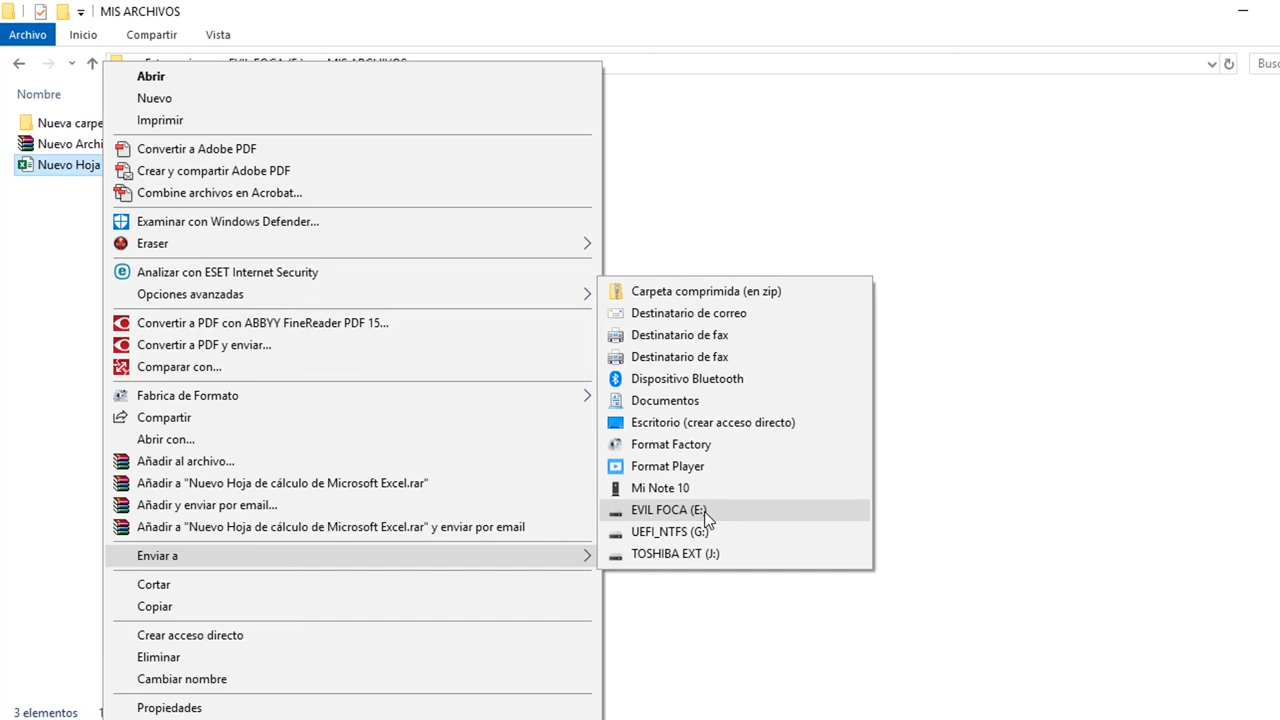 MIS ARCHIVOS
Archivo Inicio Compartir Vista
Nombre
Nueva carpe
Nuevo Archi
Nuevo Hoja
Abrir
Nuevo
Imprimir
Convertir a Adobe PDF
Crear y compartir Adobe PDF
Combine archivos en Acrobat...
Examinar con Windows Defender...
Eraser
Analizar con ESET Internet Security
Opciones avanzadas
Convertir a PDF con ABBYY FineReader PDF 15...
Convertir a PDF y enviar...
Comparar con...
Fabrica de Formato
Compartir
Abrir con...
Añadir al archivo...
Añadir a "Nuevo Hoja de cálculo de Microsoft Excel.rar"
Añadir y enviar por email...
Añadir a "Nuevo Hoja de cálculo de Microsoft Excel.rar" y enviar por email
Enviar a
Cortar
Copiar
Crear acceso directo
Eliminar
Cambiar nombre
Propiedades
Carpeta comprimida (en zip)
Destinatario de correo
Destinatario de fax
Destinatario de fax
Dispositivo Bluetooth
Documentos
Escritorio (crear acceso directo)
Format Factory
Format Player
Mi Note 10
EVIL FOCA (E:)
UEFI_NTFS (G:)
TOSHIBA EXT (J:)
Busc
3 elementos 1